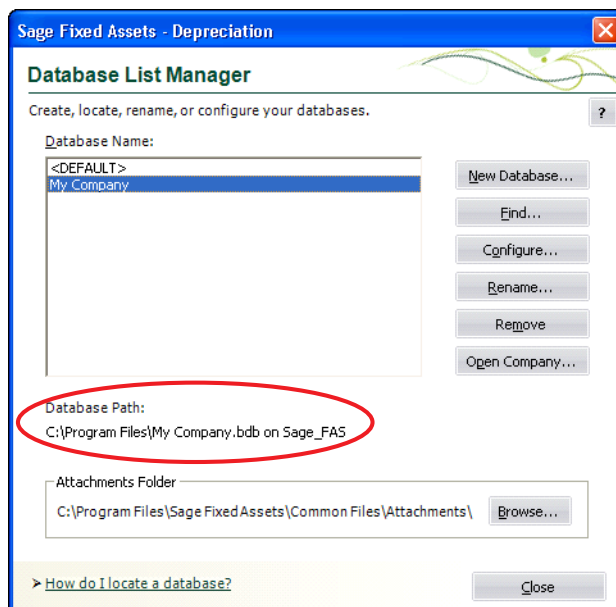 Sage Fixed Assets - Depreciation
Database List Manager
Create, locate, rename, or configure your databases.
?
Database Name:
<DEFAULT>
My Company
New Database...
Find...
Configure...
Rename...
Remove
Open Company...
Database Path:
C:\Program Files\My Company.bdb on Sage_FAS
Attachments Folder
C:\Program Files\Sage Fixed Assets\Common Files\Attachments\
Browse...
➤ How do I locate a database?
Close